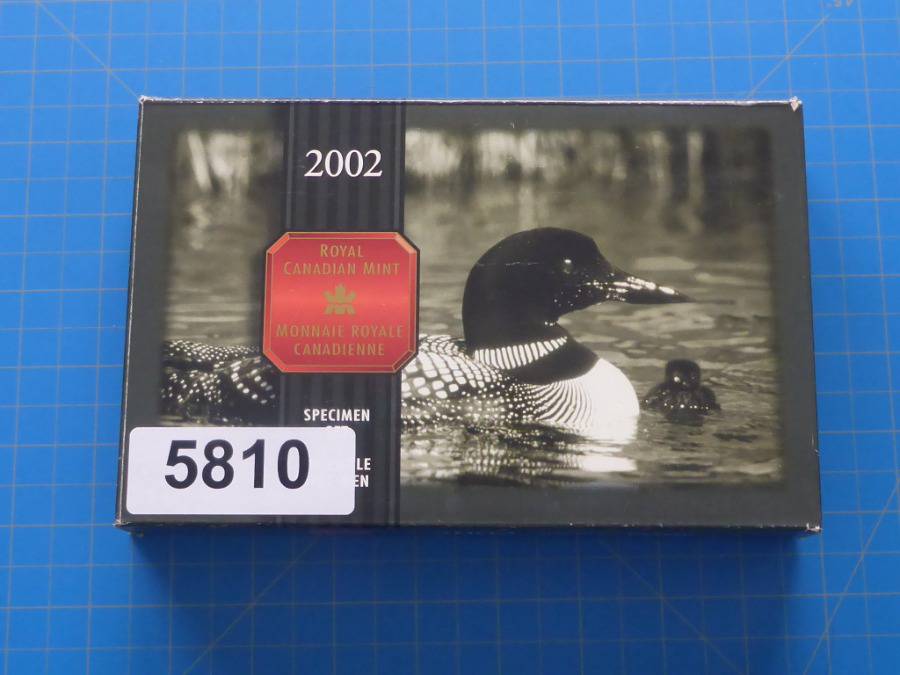 2002
ROYAL
CANADIAN MINT
MONNAIE ROYALE
CANADIENNE
SPECIMEN
5810